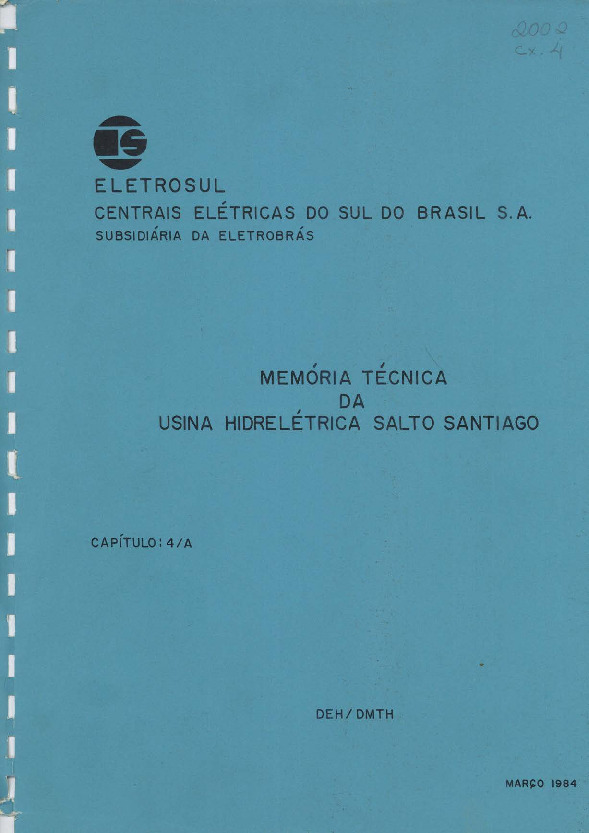 2002
cx. 4
ELETROSUL
CENTRAIS ELÉTRICAS DO SUL DO BRASIL S.A.
SUBSIDIÁRIA DA ELETROBRÁS
MEMÓRIA TÉCNICA
DA
USINA HIDRELÉTRICA SALTO SANTIAGO
CAPÍTULO: 4/A
DEH/DMTH
MARÇO 1984